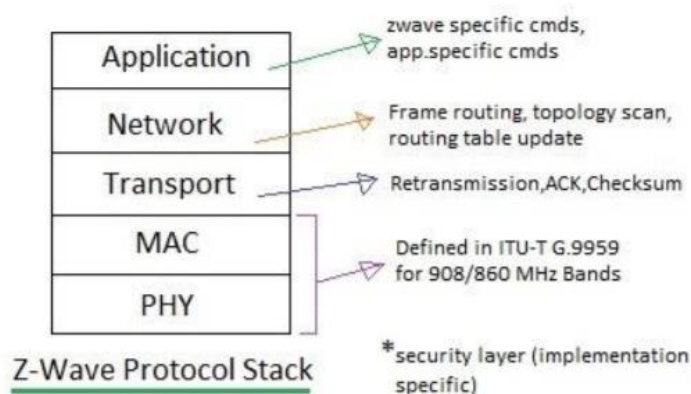 Application
zwave specific cmds,
app.specific cmds
Network
Frame routing, topology scan,
routing table update
Transport
Retransmission,ACK,Checksum
MAC
PHY
Defined in ITU-T G.9959
for 908/860 MHz Bands
Z-Wave Protocol Stack
*security layer (implementation
specific)